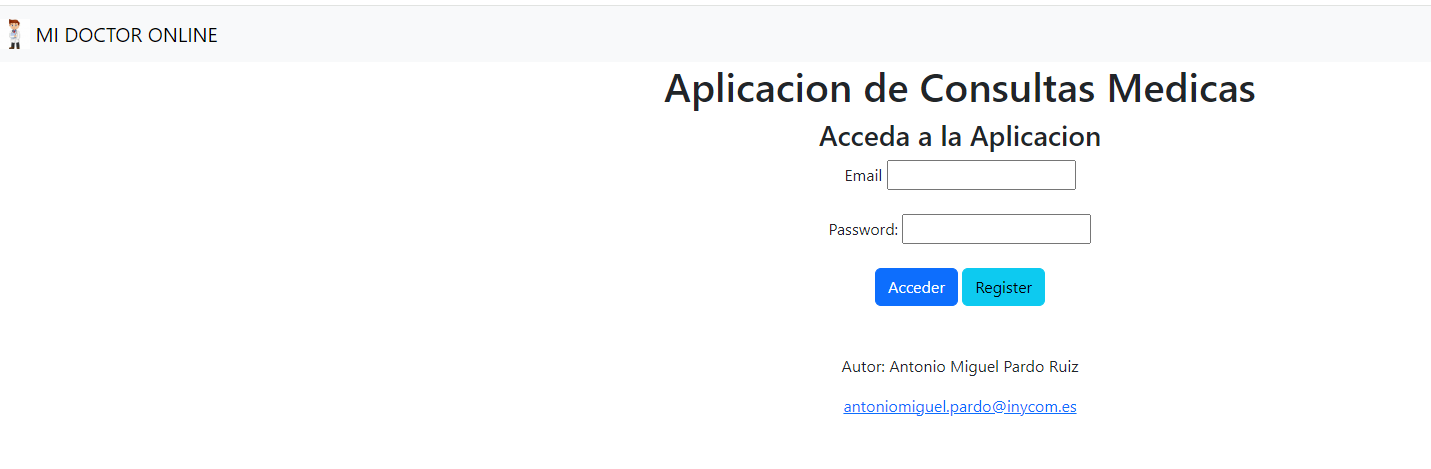 MI DOCTOR ONLINE
Aplicacion de Consultas Medicas
Acceda a la Aplicacion
Email
Password:
Acceder Register
Autor: Antonio Miguel Pardo Ruiz
antoniomiguel.pardo@inycom.es